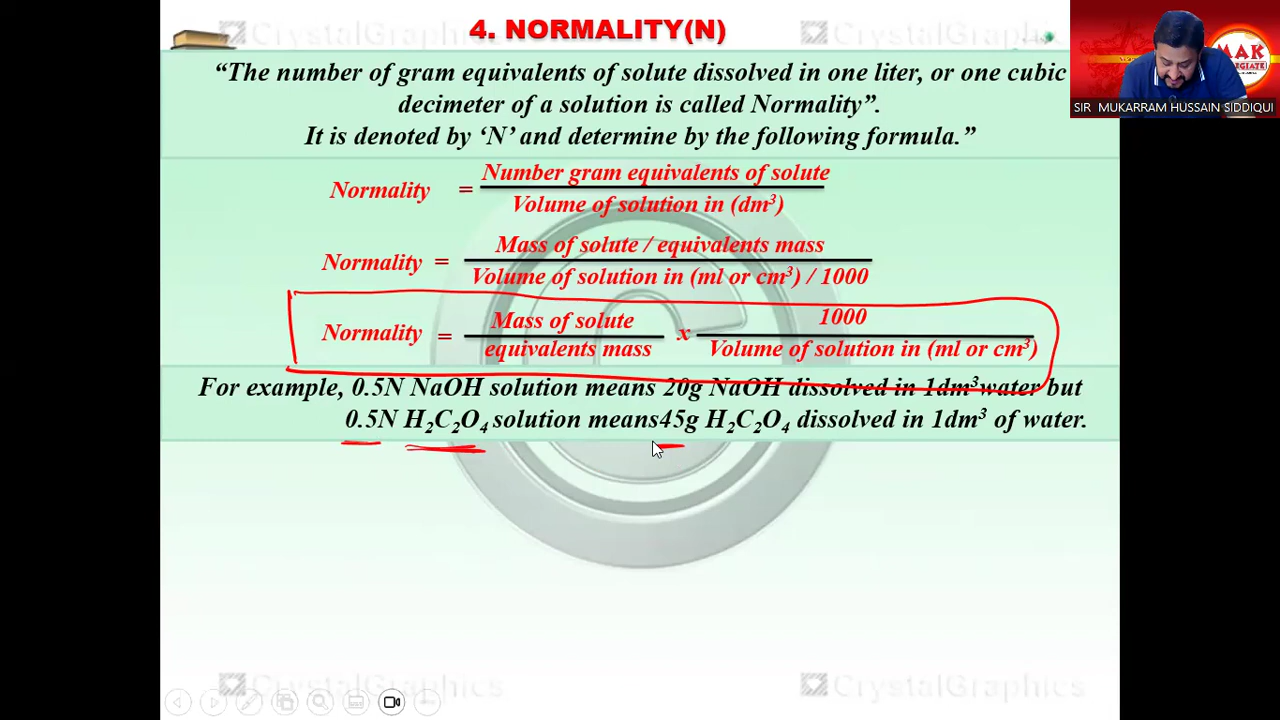 CrystalGraphics
CrystalGraphics
4. NORMALITY(N)
MAK
SIR MUKARRAM HUSSAIN SIDDIQUI
“The number of gram equivalents of solute dissolved in one liter, or one cubic
decimeter of a solution is called Normality”.
It is denoted by ‘N’ and determine by the following formula.”
Normality = Number gram equivalents of solute
Volume of solution in (dm³)
Normality = Mass of solute / equivalents mass
Volume of solution in (ml or cm³) / 1000
Normality = Mass of solute x 1000
equivalents mass Volume of solution in (ml or cm³)
For example, 0.5N NaOH solution means 20g NaOH dissolved in 1dm³water but
0.5N H₂C₂O₄ solution means45g H₂C₂O₄ dissolved in 1dm³ of water.
CrystalGraphics
CrystalGraphics